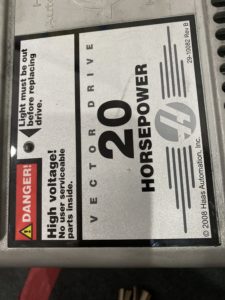 Light must be out
before replacing
drive.
DANGER!
High voltage!
No user serviceable
parts inside.
VECTOR DRIVE
20
HORSEPOWER
29-10082 Rev B
© 2008 Haas Automation, Inc.